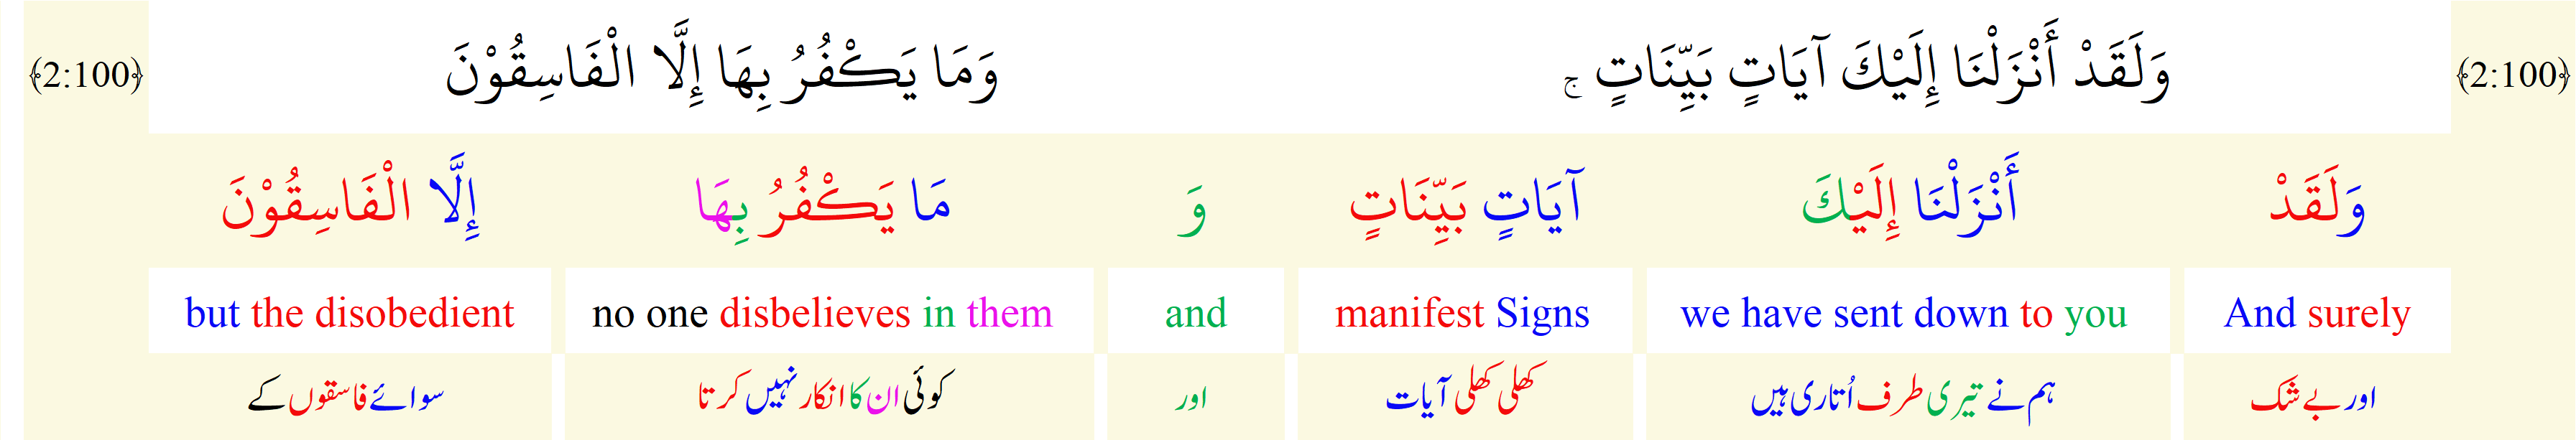 ﴿2:100﴾ وَلَقَدْ أَنْزَلْنَا إِلَيْكَ آيَاتٍ بَيِّنَاتٍ ۚ وَمَا يَكْفُرُ بِهَا إِلَّا الْفَاسِقُوْنَ ﴿2:100﴾
وَلَقَدْ أَنْزَلْنَا إِلَيْكَ آيَاتٍ بَيِّنَاتٍ وَ مَا يَكْفُرُ بِهَا إِلَّا الْفَاسِقُوْنَ
but the disobedient no one disbelieves in them and manifest Signs we have sent down to you And surely
اور بے شک ہم نے تیری طرف اُتاری ہیں کھلی کھلی آیات اور کوئی ان کا انکار نہیں کرتا سوائے فاسقوں کے